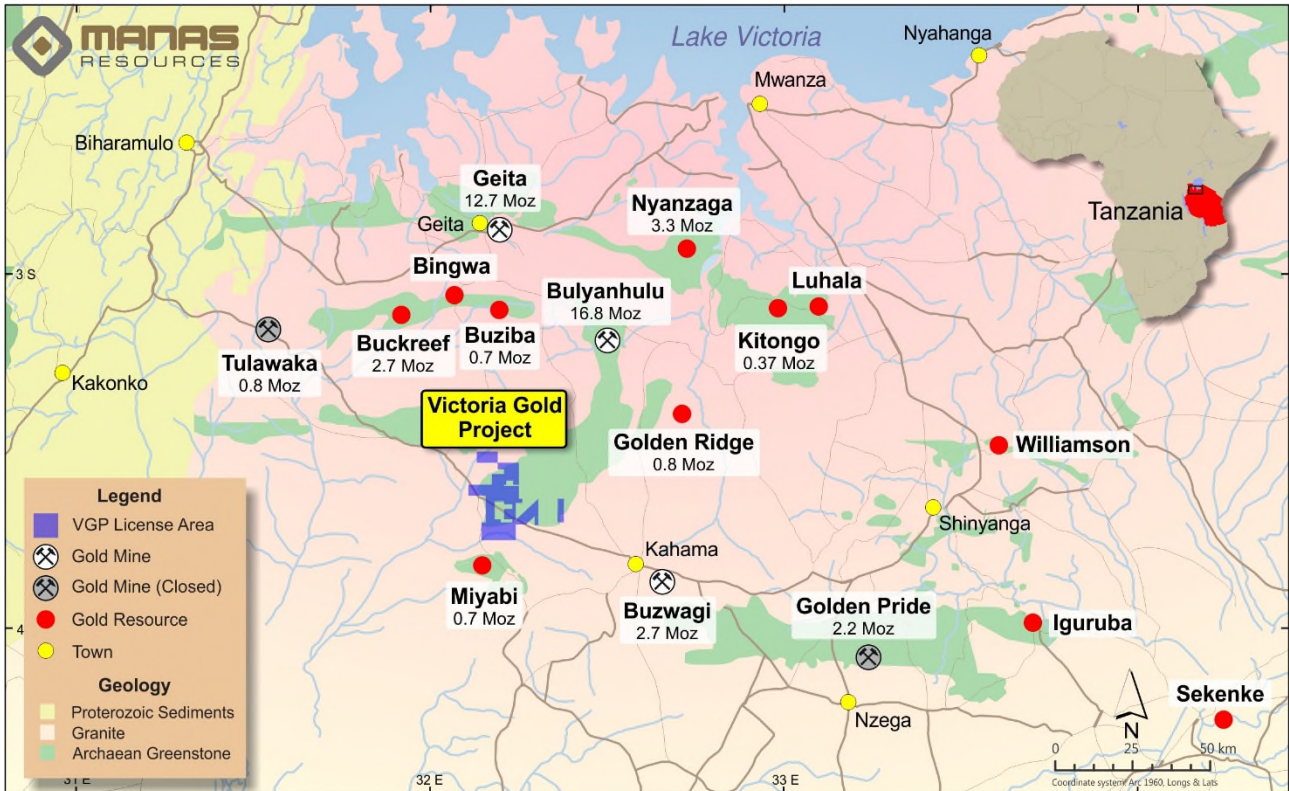 MANAS
RESOURCES
Lake Victoria
Nyahanga
Mwanza
Biharamulo
Geita
12.7 Moz
Geita
Nyanzaga
3.3 Moz
Tanzania
3 S
Bingwa
Bulyanhulu
16.8 Moz
Luhala
Buckreef
2.7 Moz
Buziba
0.7 Moz
Kitongo
0.37 Moz
Tulawaka
0.8 Moz
Kakonko
Victoria Gold
Project
Golden Ridge
0.8 Moz
Williamson
Shinyanga
Kahama
Miyabi
0.7 Moz
Buzwagi
2.7 Moz
Golden Pride
2.2 Moz
Iguruba
4
Sekenke
Nzega
Legend
VGP License Area
Gold Mine
Gold Mine (Closed)
Gold Resource
Town
Geology
Proterozoic Sediments
Granite
Archaean Greenstone
N
0 25 50 km
Coordinate system: Arc 1960, Longs & Lats
31 E
32 E
33 E